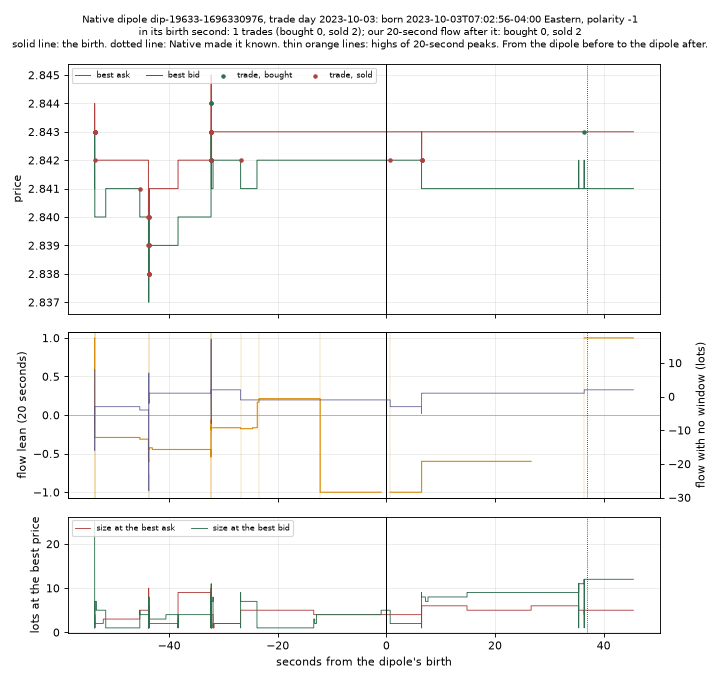 Native dipole dip-19633-1696330976, trade day 2023-10-03: born 2023-10-03T07:02:56-04:00 Eastern, polarity -1
in its birth second: 1 trades (bought 0, sold 2); our 20-second flow after it: bought 0, sold 2
solid line: the birth. dotted line: Native made it known. thin orange lines: highs of 20-second peaks. From the dipole before to the dipole after.
best ask
best bid
trade, bought
trade, sold
2.845
2.844
2.843
2.842
2.841
2.840
2.839
2.838
2.837
price
1.0
0.5
0.0
−0.5
−1.0
flow lean (20 seconds)
10
0
−10
−20
−30
flow with no window (lots)
size at the best ask
size at the best bid
20
10
0
lots at the best price
−40
−20
0
20
40
seconds from the dipole's birth